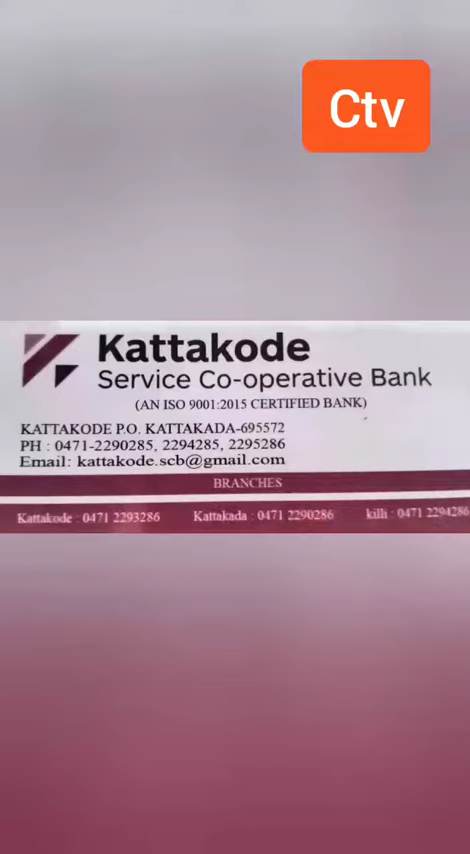 Ctv
Kattakode
Service Co-operative Bank
(AN ISO 9001:2015 CERTIFIED BANK)
KATTAKODE P.O. KATTAKADA-695572
PH : 0471-2290285, 2294285, 2295286
Email: kattakode.scb@gmail.com
BRANCHES
Kattakode : 0471 2293286 Kattakada : 0471 2290286 killi : 0471 2294286